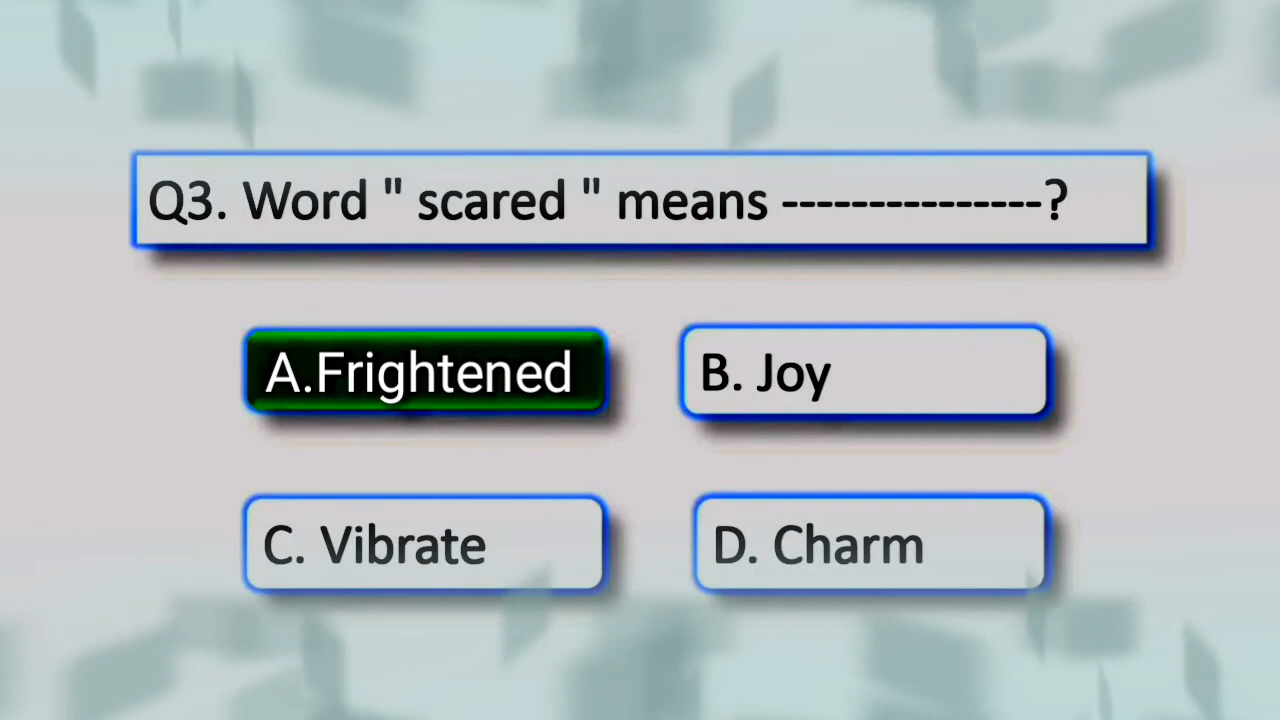 Q3. Word " scared " means ---------------?
A.Frightened
B. Joy
C. Vibrate
D. Charm